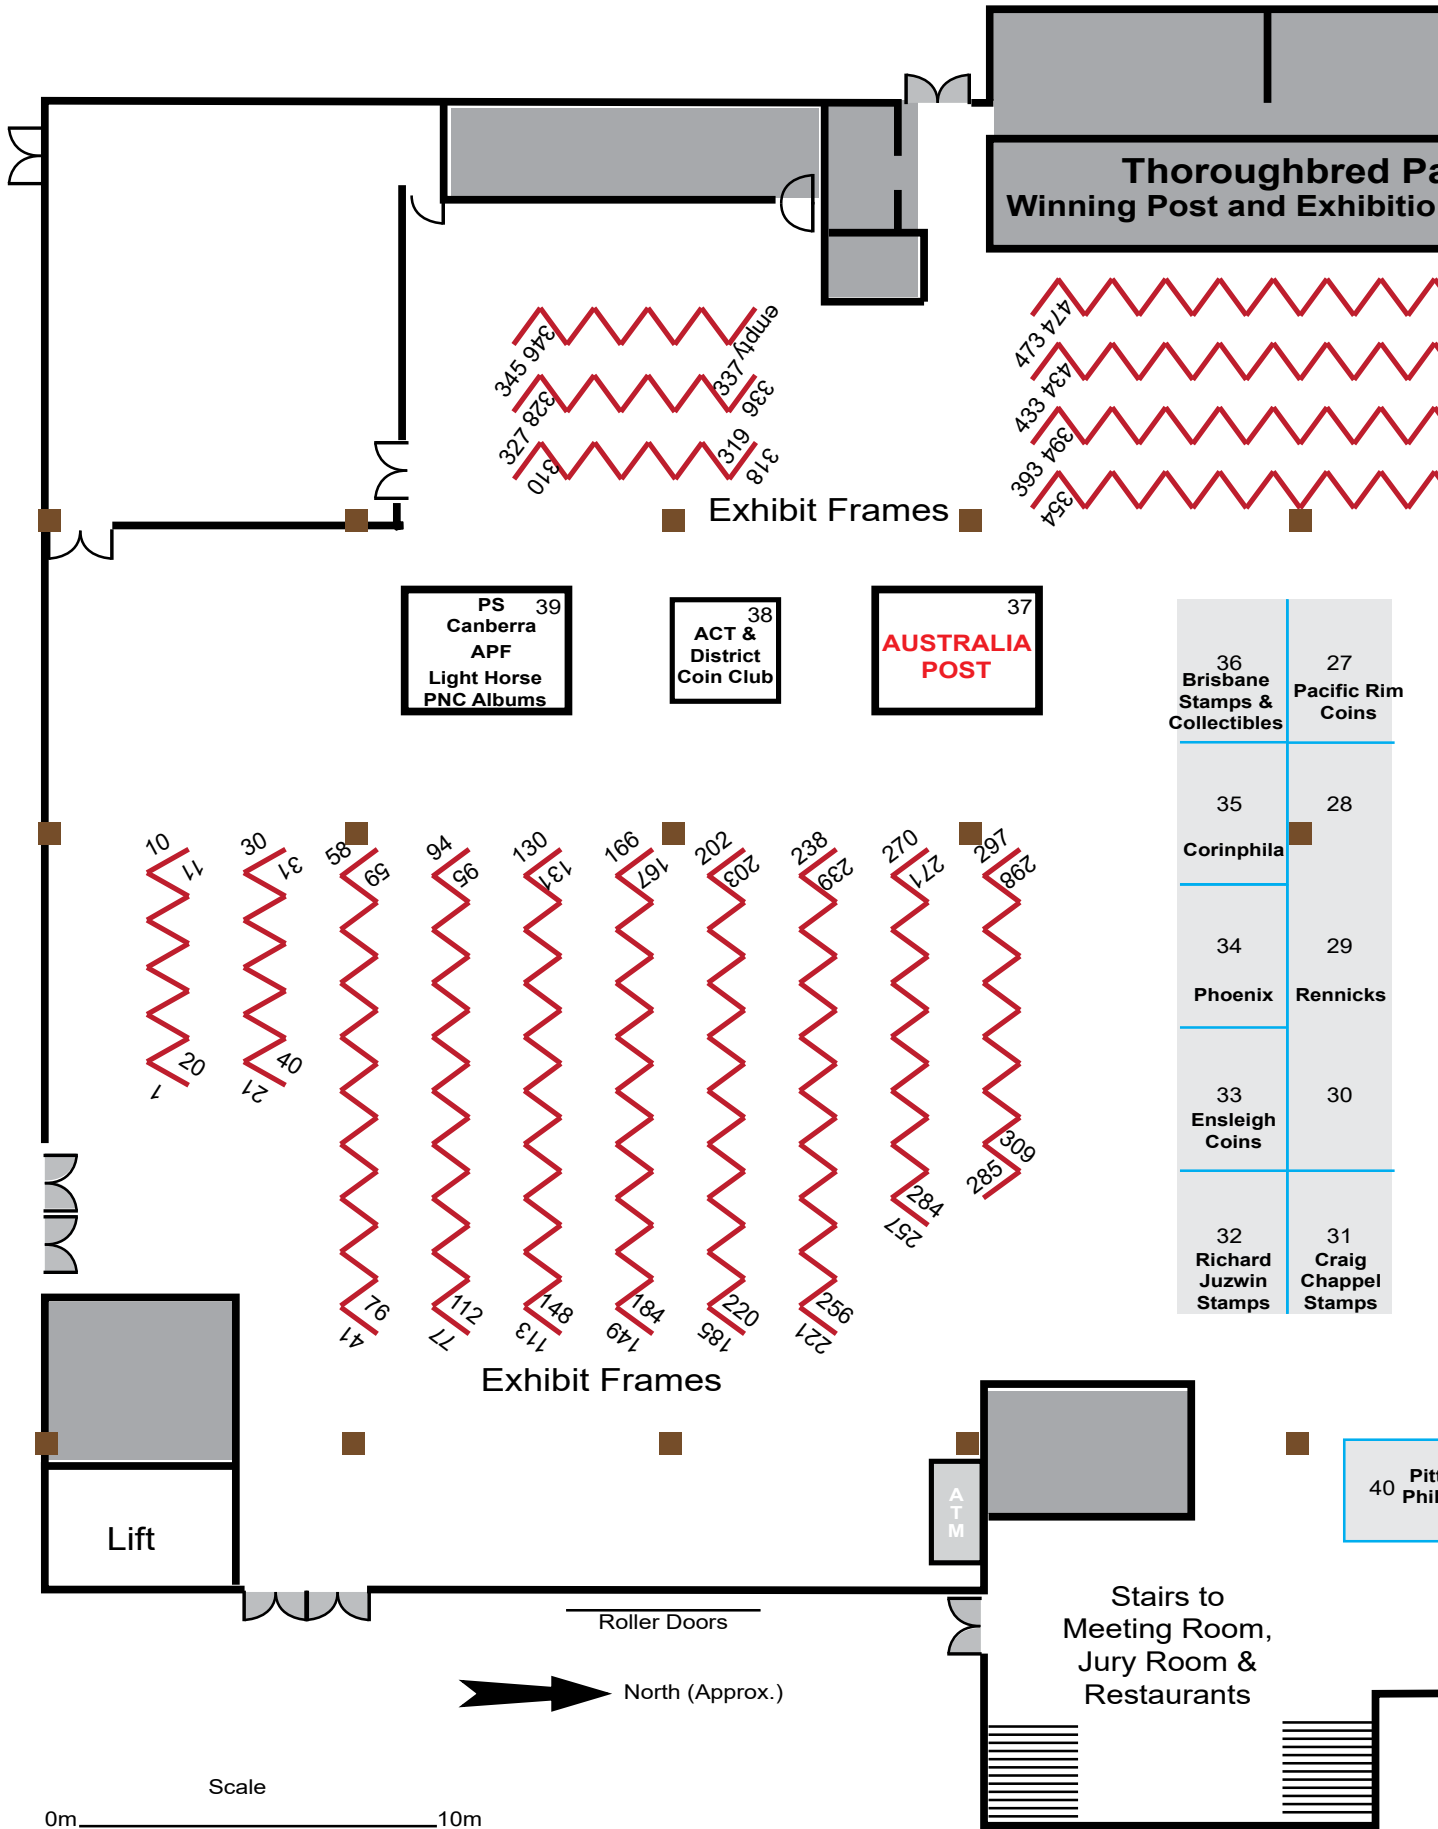 Thoroughbred Pa
Winning Post and Exhibitio
empty
346
345
337
336
328
327
319
318
310
474
473
434
433
394
393
354
Exhibit Frames
PS 39
Canberra
APF
Light Horse
PNC Albums
38
ACT &
District
Coin Club
37
AUSTRALIA
POST
36
Brisbane
Stamps &
Collectibles
27
Pacific Rim
Coins
35
Corinphila
28
34
Phoenix
29
Rennicks
33
Ensleigh
Coins
30
32
Richard
Juzwin
Stamps
31
Craig
Chappel
Stamps
10
11
20
1
30
31
40
21
58
59
76
41
94
95
112
77
130
131
148
113
166
167
184
149
202
203
220
185
238
239
256
221
270
271
284
257
297
298
309
285
Exhibit Frames
Lift
A
T
M
40
Pitt
Phil
Stairs to
Meeting Room,
Jury Room &
Restaurants
Roller Doors
North (Approx.)
Scale
0m 10m